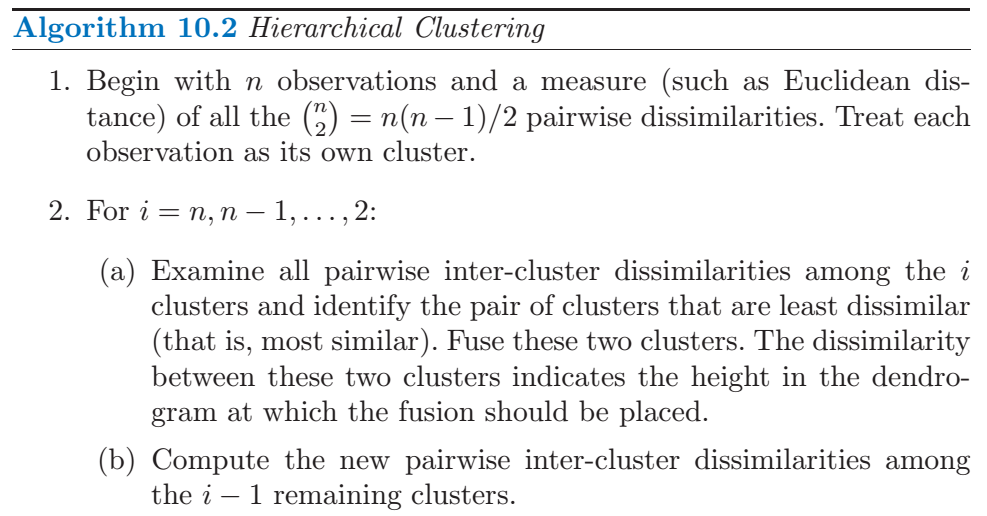 Algorithm 10.2 Hierarchical Clustering
1. Begin with n observations and a measure (such as Euclidean dis-
tance) of all the (n 2) = n(n − 1)/2 pairwise dissimilarities. Treat each
observation as its own cluster.
2. For i = n, n − 1, . . . , 2:
(a) Examine all pairwise inter-cluster dissimilarities among the i
clusters and identify the pair of clusters that are least dissimilar
(that is, most similar). Fuse these two clusters. The dissimilarity
between these two clusters indicates the height in the dendro-
gram at which the fusion should be placed.
(b) Compute the new pairwise inter-cluster dissimilarities among
the i − 1 remaining clusters.